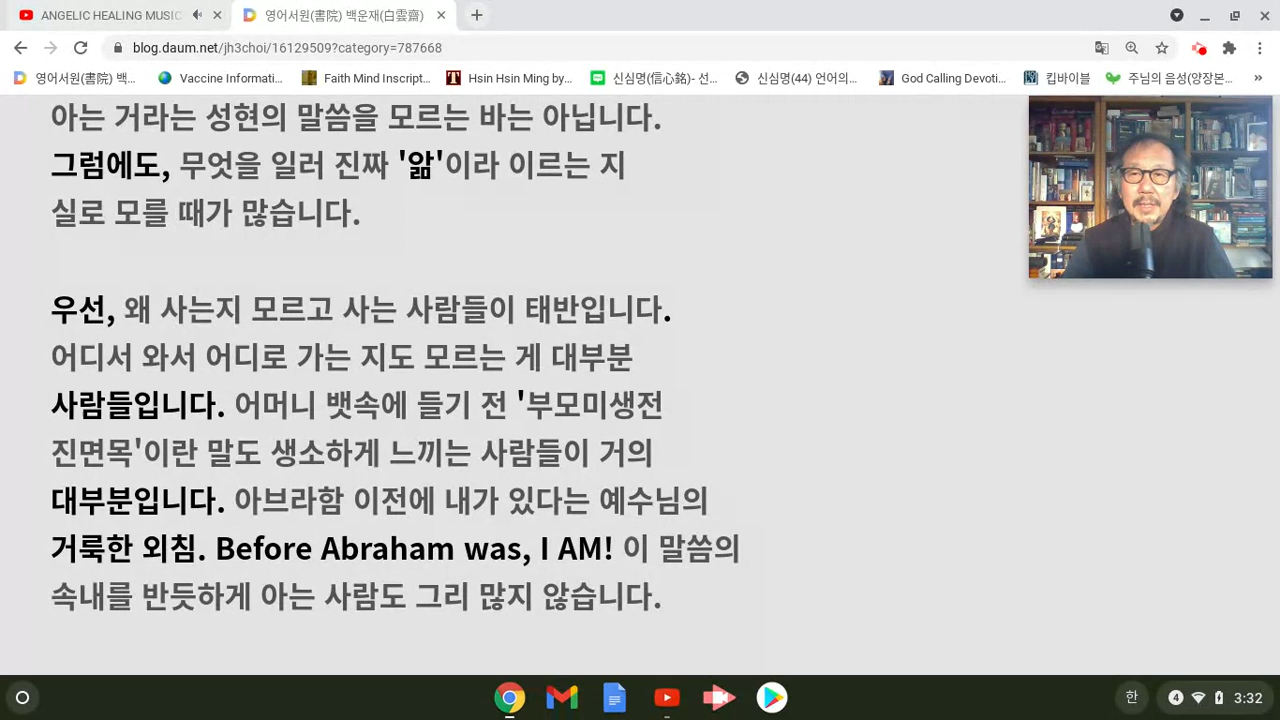 ANGELIC HEALING MUSIC
영어서원(書院) 백운재(白雲齋)
blog.daum.net/jh3choi/16129509?category=787668
영어서원(書院) 백...
Vaccine Informati...
Faith Mind Inscript...
Hsin Hsin Ming by...
신심명(信心銘)- 선...
신심명(44) 언어의...
God Calling Devoti...
킵바이블
주님의 음성(양장본...
»
아는 거라는 성현의 말씀을 모르는 바는 아닙니다.
그럼에도, 무엇을 일러 진짜 '앎'이라 이르는 지
실로 모를 때가 많습니다.
우선, 왜 사는지 모르고 사는 사람들이 태반입니다.
어디서 와서 어디로 가는 지도 모르는 게 대부분
사람들입니다. 어머니 뱃속에 들기 전 '부모미생전
진면목'이란 말도 생소하게 느끼는 사람들이 거의
대부분입니다. 아브라함 이전에 내가 있다는 예수님의
거룩한 외침. Before Abraham was, I AM! 이 말씀의
속내를 반듯하게 아는 사람도 그리 많지 않습니다.
한
4
3:32